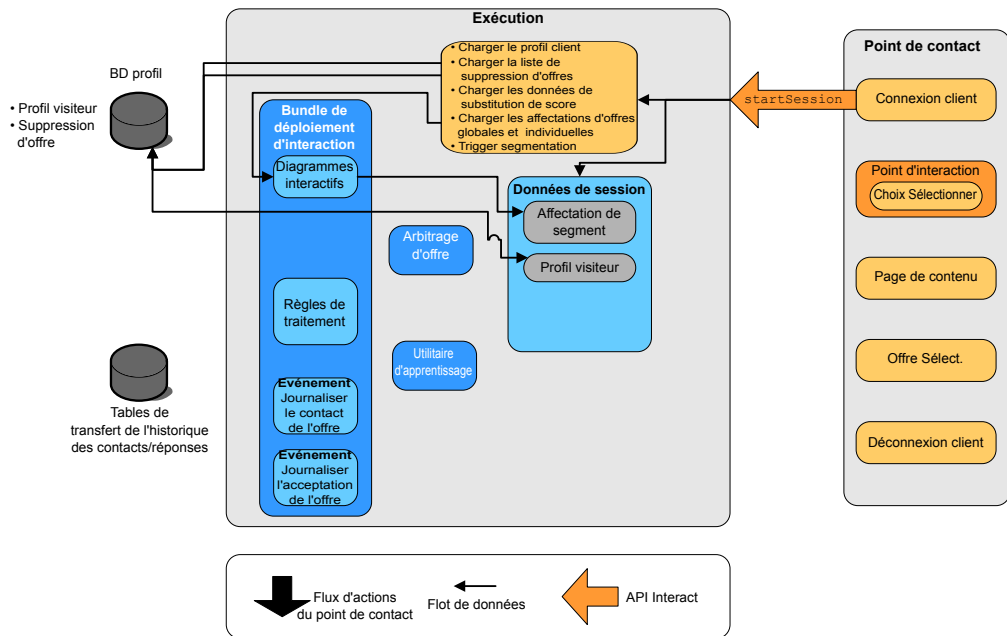 Exécution
• Charger le profil client
• Charger la liste de
suppression d'offres
• Charger les données de
substitution de score
• Charger les affectations d'offres
globales et individuelles
• Trigger segmentation
BD profil
• Profil visiteur
• Suppression
d'offre
Bundle de
déploiement
d'interaction
Diagrammes
interactifs
Règles de
traitement
Evénement
Journaliser
le contact
de l'offre
Evénement
Journaliser
l'acceptation
de l'offre
Arbitrage
d'offre
Utilitaire
d'apprentissage
Données de session
Affectation de
segment
Profil visiteur
startSession
Point de contact
Connexion client
Point d'interaction
Choix Sélectionner
Page de contenu
Offre Sélect.
Déconnexion client
Tables de
transfert de l'historique
des contacts/réponses
Flux d'actions
du point de contact
Flot de données
API Interact